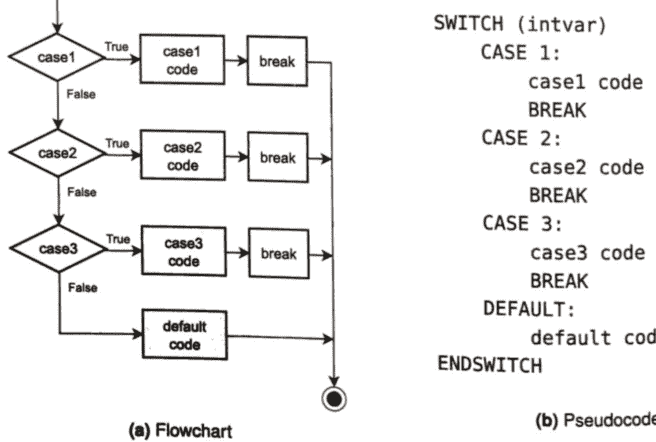 case1
True
case1
code
break
False
case2
True
case2
code
break
False
case3
True
case3
code
break
False
default
code
(a) Flowchart
SWITCH (intvar)
CASE 1:
case1 code
BREAK
CASE 2:
case2 code
BREAK
CASE 3:
case3 code
BREAK
DEFAULT:
default cod
ENDSWITCH
(b) Pseudocode